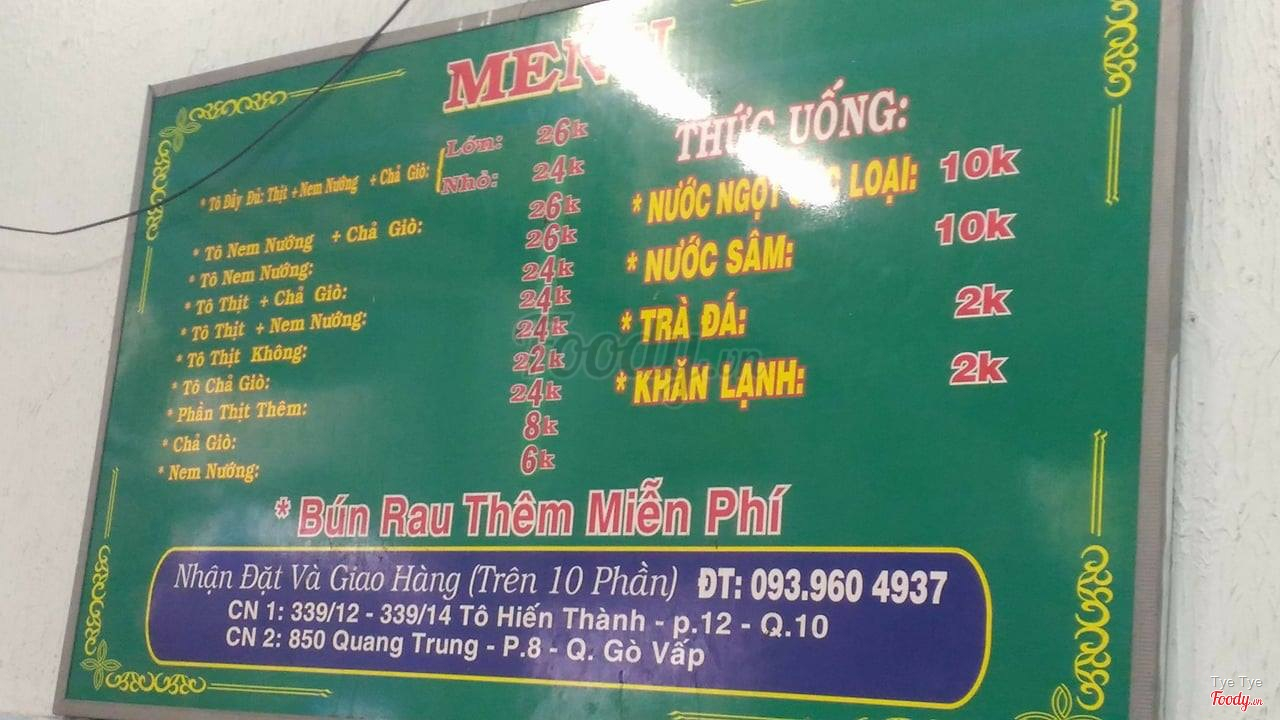 MENU
* Tô Đầy Đủ: Thịt + Nem Nướng + Chả Giò: Lớn: 26k
Nhỏ: 24k
* Tô Nem Nướng + Chả Giò: 26k
* Tô Nem Nướng: 26k
* Tô Thịt + Chả Giò: 24k
* Tô Thịt + Nem Nướng: 24k
* Tô Thịt Không: 24k
* Tô Chả Giò: 22k
* Phần Thịt Thêm: 24k
* Chả Giò: 8k
* Nem Nướng: 6k
THỨC UỐNG:
* NƯỚC NGỌT CÁC LOẠI: 10k
* NƯỚC SÂM: 10k
* TRÀ ĐÁ: 2k
* KHĂN LẠNH: 2k
* Bún Rau Thêm Miễn Phí
Nhận Đặt Và Giao Hàng (Trên 10 Phần) ĐT: 093.960 4937
CN 1: 339/12 - 339/14 Tô Hiến Thành - p.12 - Q.10
CN 2: 850 Quang Trung - P.8 - Q. Gò Vấp
Foody.vn
Tye Tye
Foody.vn